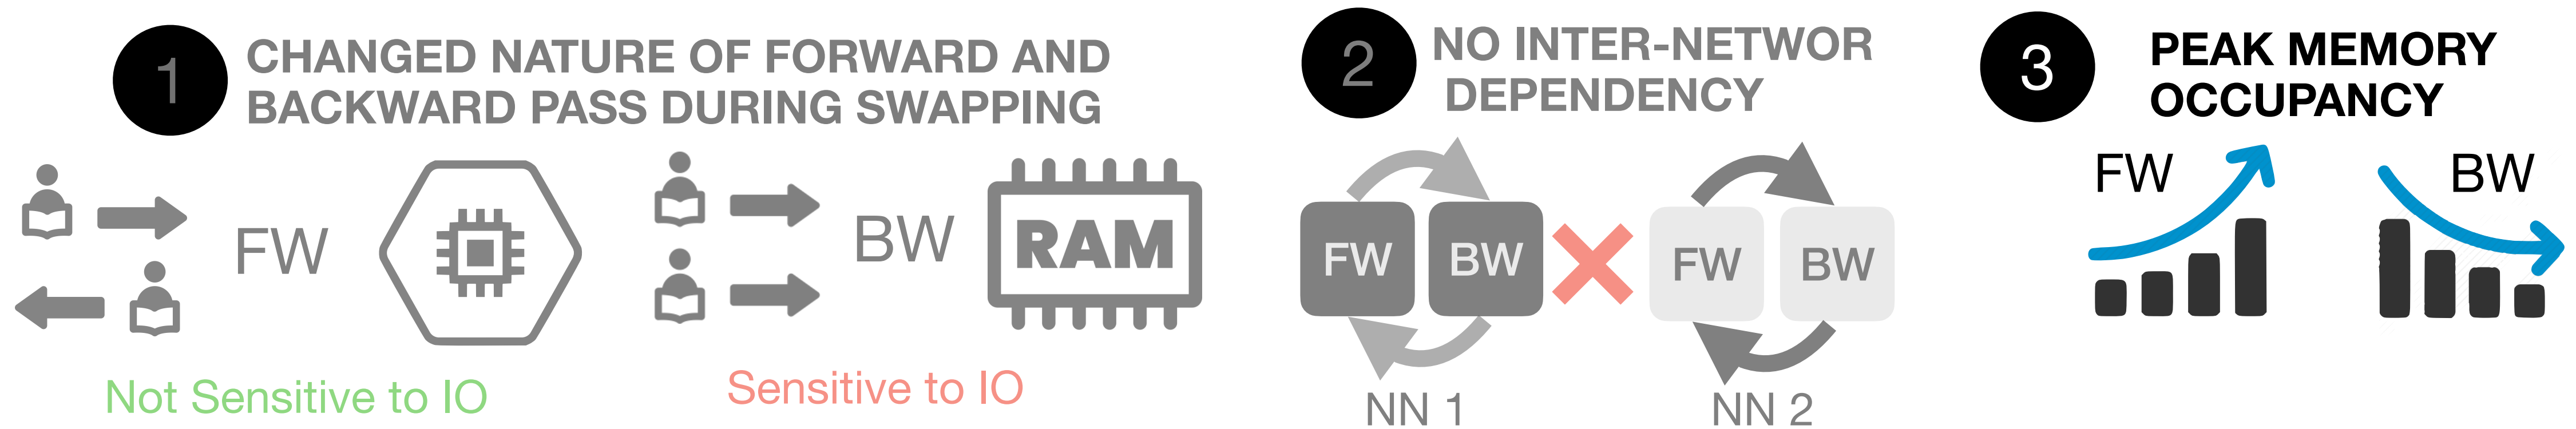 1
CHANGED NATURE OF FORWARD AND
BACKWARD PASS DURING SWAPPING
FW
BW
RAM
Not Sensitive to IO
Sensitive to IO
2
NO INTER-NETWOR
DEPENDENCY
FW
BW
FW
BW
NN 1
NN 2
3
PEAK MEMORY
OCCUPANCY
FW
BW